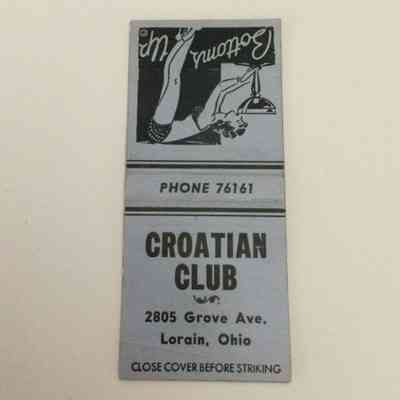 Bottoms
Up
PHONE 76161
CROATIAN
CLUB
2805 Grove Ave.
Lorain, Ohio
CLOSE COVER BEFORE STRIKING